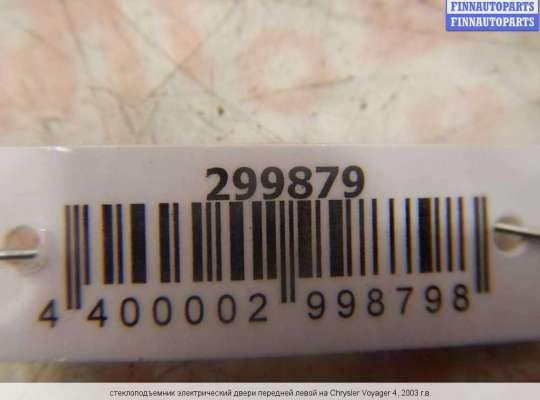 FINNAUTOPARTS
FINNAUTOPARTS
299879
4 400002 998798
стеклоподъемник электрический двери передней левой на Chrysler Voyager 4, 2003 г.в.